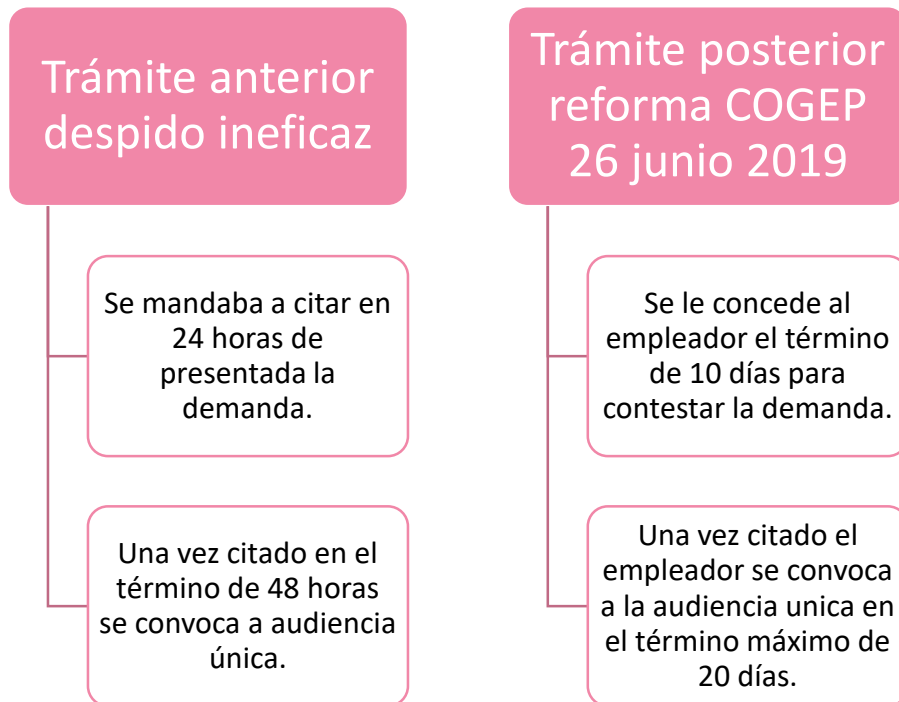 Trámite anterior
despido ineficaz
Se mandaba a citar en
24 horas de
presentada la
demanda.
Una vez citado en el
término de 48 horas
se convoca a audiencia
única.
Trámite posterior
reforma COGEP
26 junio 2019
Se le concede al
empleador el término
de 10 días para
contestar la demanda.
Una vez citado el
empleador se convoca
a la audiencia unica en
el término máximo de
20 días.